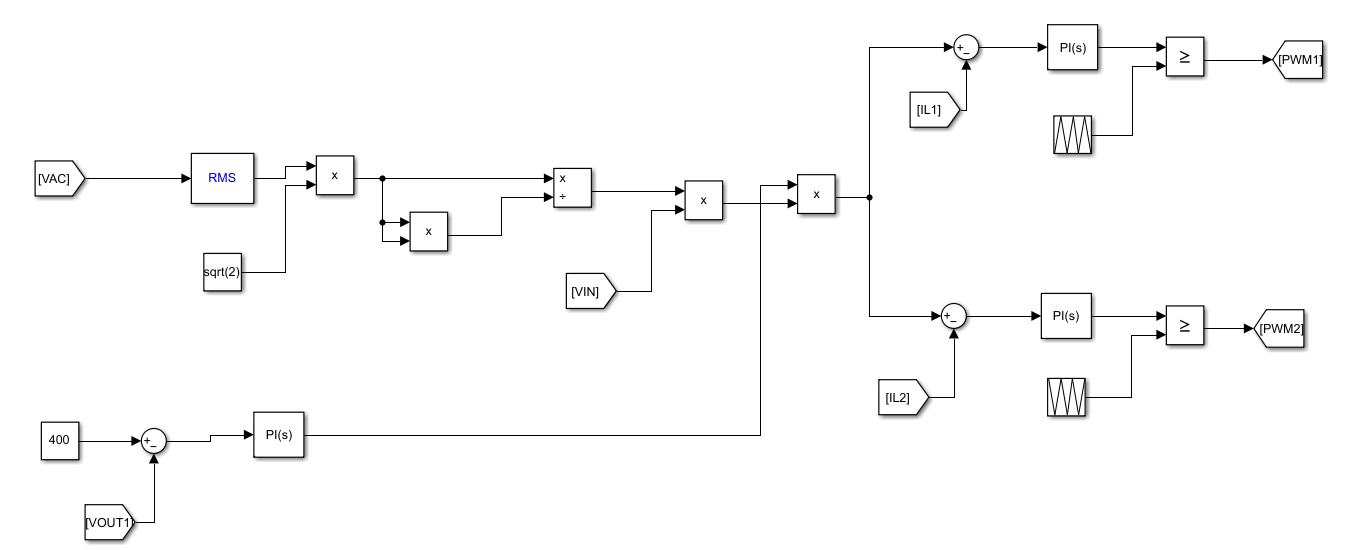 PI(s)
[PWM1]
≥
+
−
[IL1]
[VAC]
RMS
x
x
÷
x
x
x
sqrt(2)
[VIN]
PI(s)
[PWM2]
≥
+
−
[IL2]
400
+
−
PI(s)
[VOUT1]